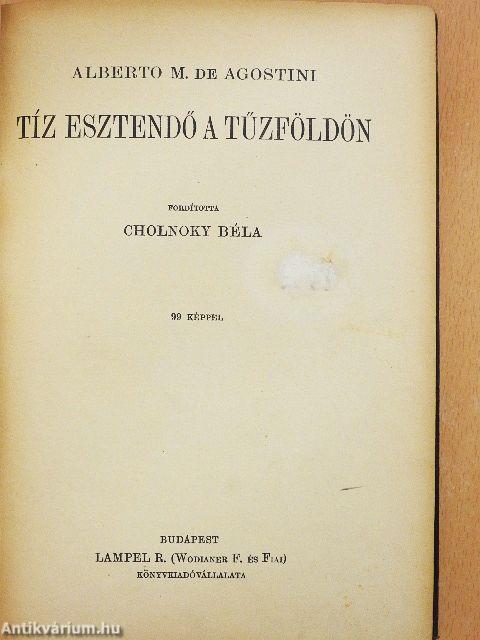 ALBERTO M. DE AGOSTINI
TÍZ ESZTENDŐ A TŰZFÖLDÖN
FORDÍTOTTA
CHOLNOKY BÉLA
99 KÉPPEL
BUDAPEST
LAMPEL R. (WODIANER F. ÉS FIAI)
KÖNYVKIADÓVÁLLALATA
Antikvárium.hu